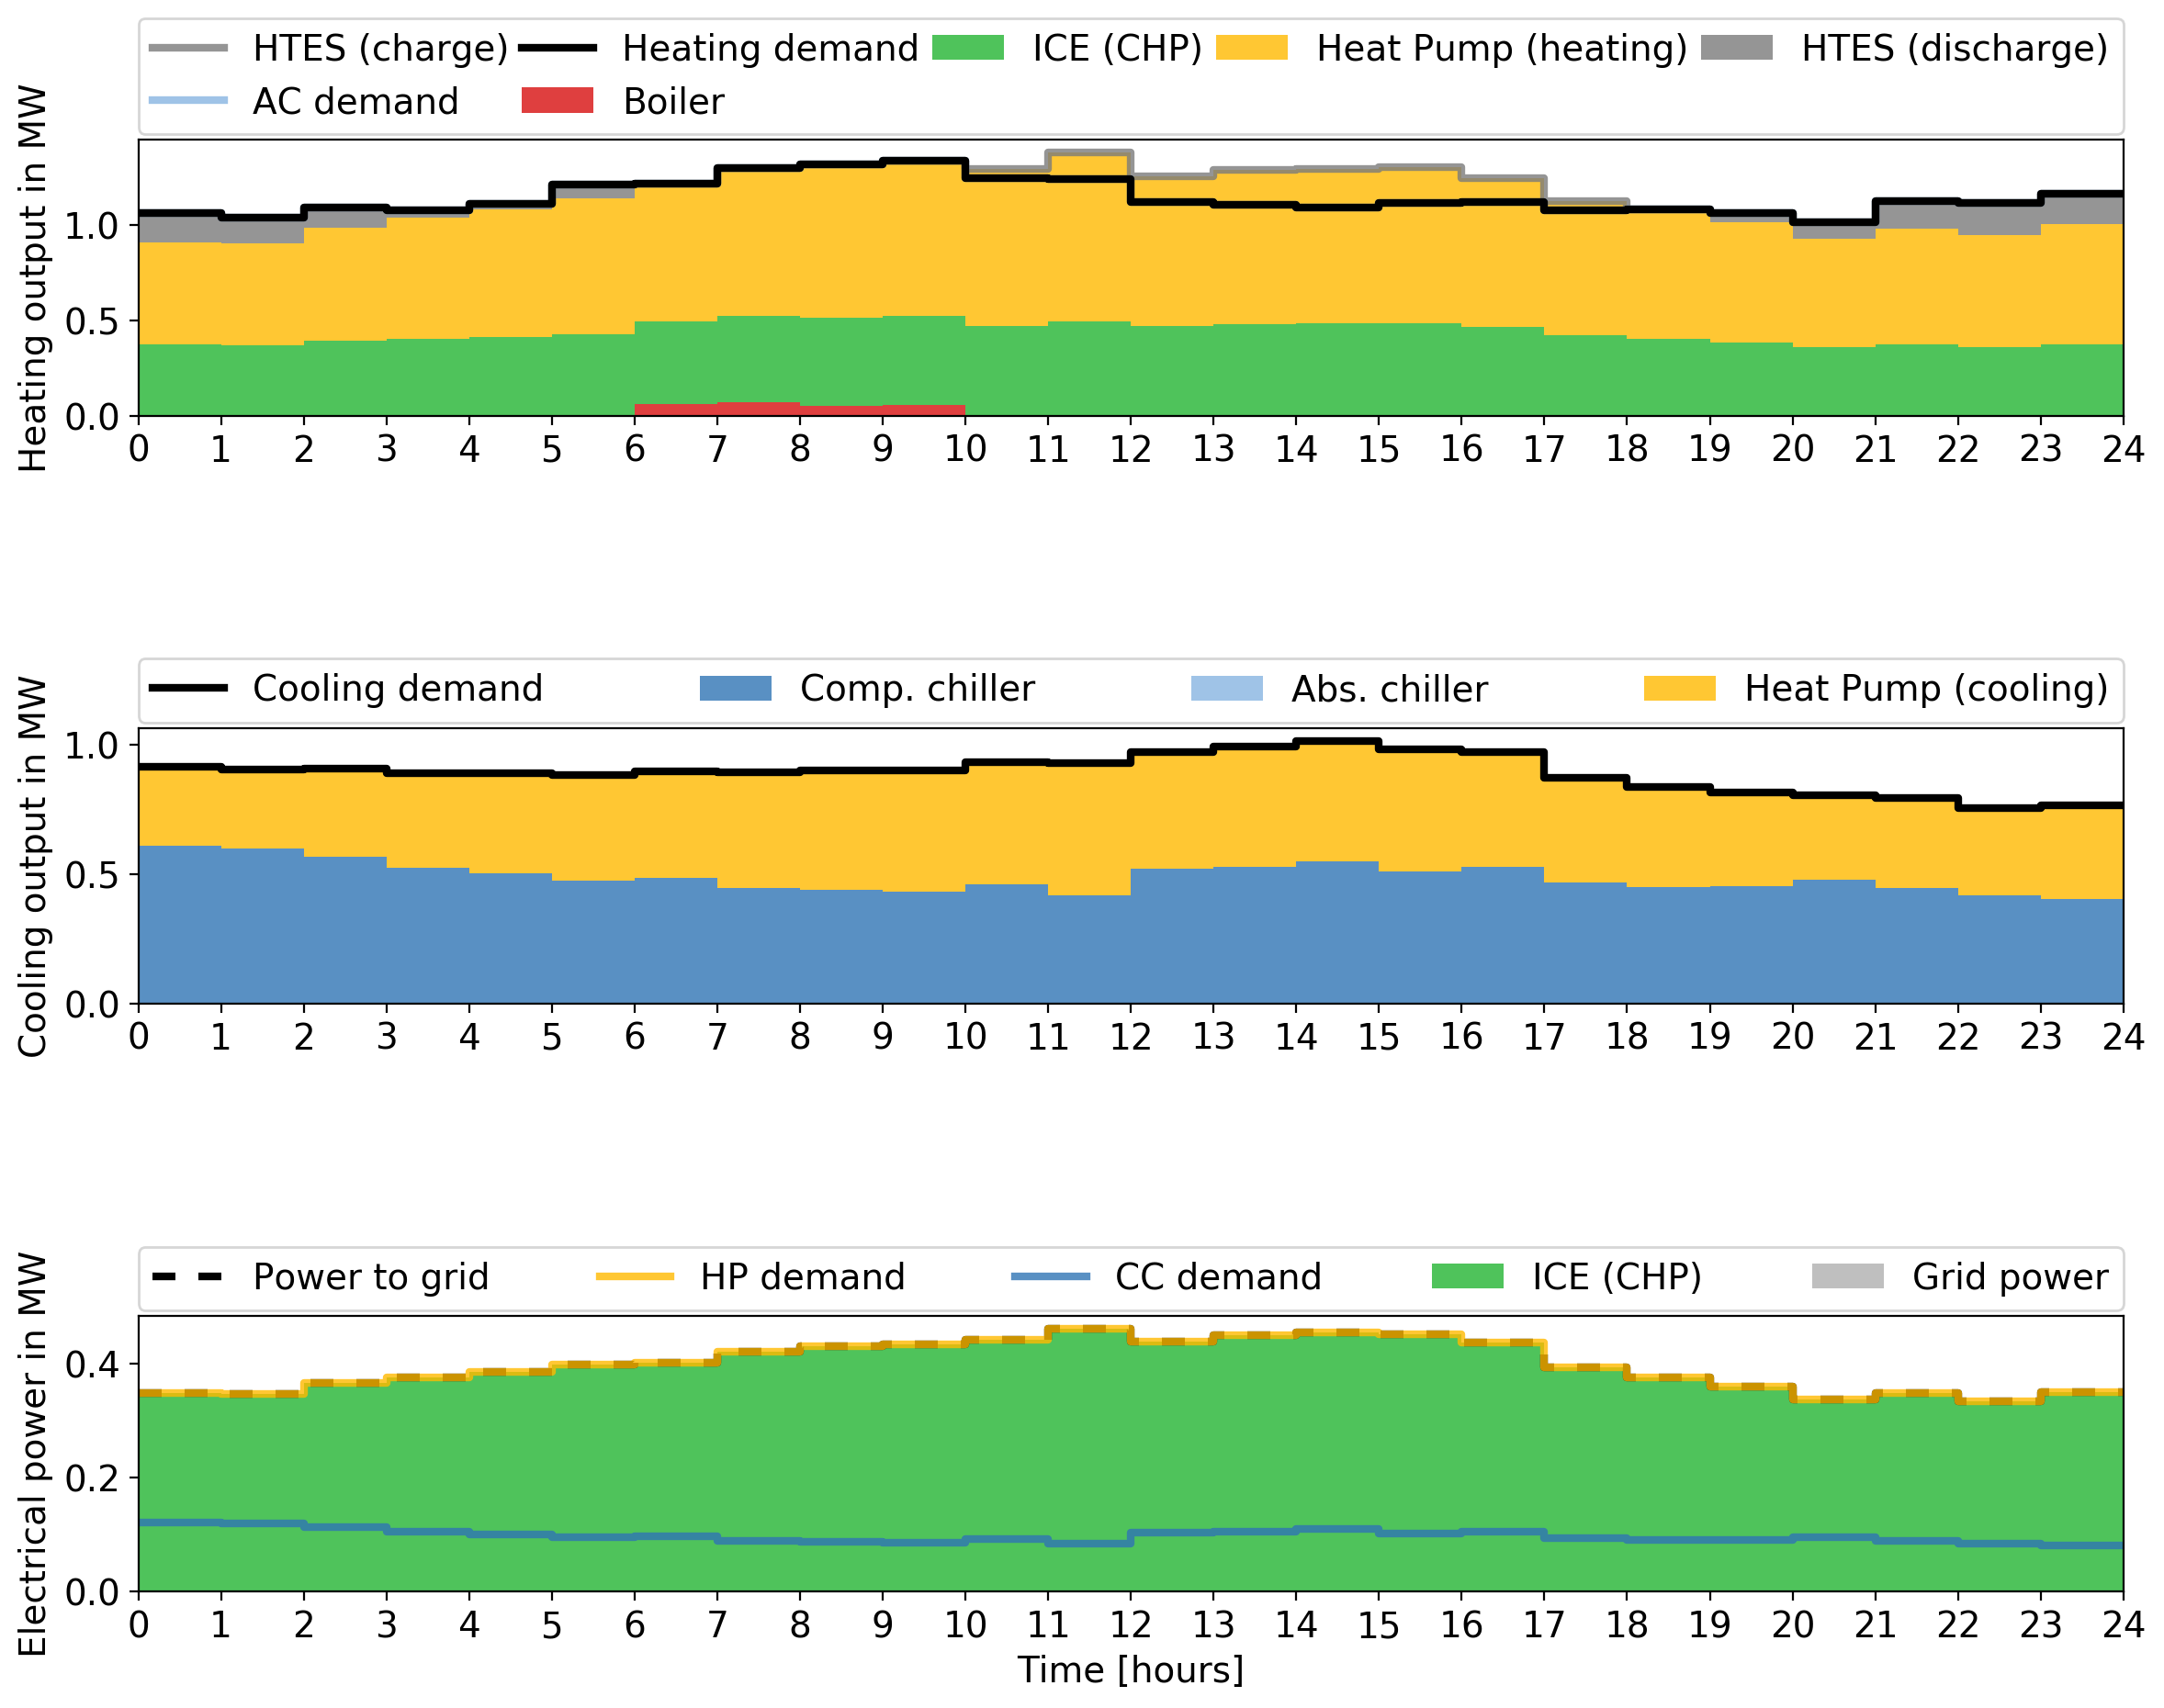 HTES (charge) Heating demand ICE (CHP) Heat Pump (heating) HTES (discharge)
AC demand Boiler
Heating output in MW
1.0
0.5
0.0
0 1 2 3 4 5 6 7 8 9 10 11 12 13 14 15 16 17 18 19 20 21 22 23 24
Cooling demand Comp. chiller Abs. chiller Heat Pump (cooling)
Cooling output in MW
1.0
0.5
0.0
0 1 2 3 4 5 6 7 8 9 10 11 12 13 14 15 16 17 18 19 20 21 22 23 24
Power to grid HP demand CC demand ICE (CHP) Grid power
Electrical power in MW
0.4
0.2
0.0
0 1 2 3 4 5 6 7 8 9 10 11 12 13 14 15 16 17 18 19 20 21 22 23 24
Time [hours]